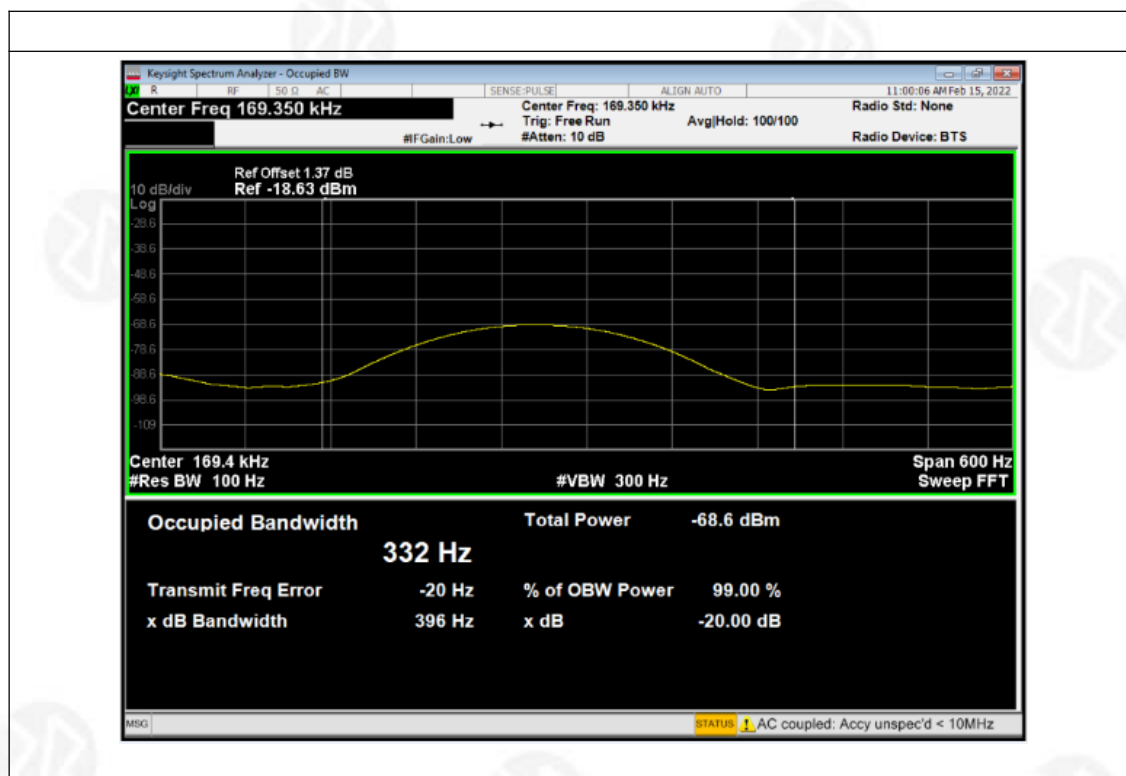 Keysight Spectrum Analyzer - Occupied BW
LXI R RF 50 Ω AC SENSE:PULSE ALIGN AUTO 11:00:06 AM Feb 15, 2022
Center Freq 169.350 kHz Center Freq: 169.350 kHz Radio Std: None
Trig: Free Run Avg|Hold: 100/100
#IFGain:Low #Atten: 10 dB Radio Device: BTS
Ref Offset 1.37 dB
10 dB/div Ref -18.63 dBm
Log
-28.6
-38.6
-48.6
-58.6
-68.6
-78.6
-88.6
-98.6
-109
Center 169.4 kHz Span 600 Hz
#Res BW 100 Hz #VBW 300 Hz Sweep FFT
Occupied Bandwidth Total Power -68.6 dBm
332 Hz
Transmit Freq Error -20 Hz % of OBW Power 99.00 %
x dB Bandwidth 396 Hz x dB -20.00 dB
MSG STATUS AC coupled: Accy unspec'd < 10MHz